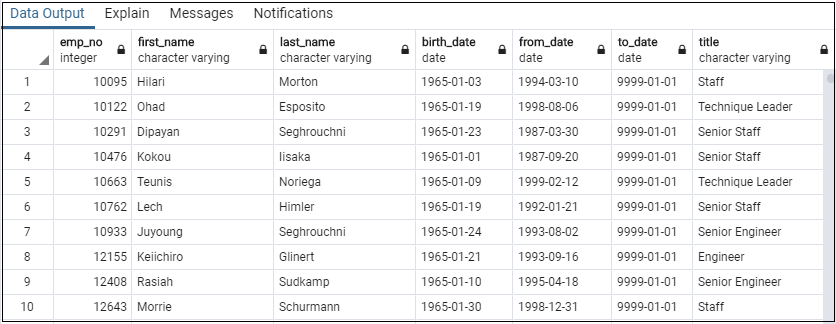 Data Output Explain Messages Notifications
emp_no first_name last_name birth_date from_date to_date title
integer character varying character varying date date date character varying
1 10095 Hilari Morton 1965-01-03 1994-03-10 9999-01-01 Staff
2 10122 Ohad Esposito 1965-01-19 1998-08-06 9999-01-01 Technique Leader
3 10291 Dipayan Seghrouchni 1965-01-23 1987-03-30 9999-01-01 Senior Staff
4 10476 Kokou Iisaka 1965-01-01 1987-09-20 9999-01-01 Senior Staff
5 10663 Teunis Noriega 1965-01-09 1999-02-12 9999-01-01 Technique Leader
6 10762 Lech Himler 1965-01-19 1992-01-21 9999-01-01 Senior Staff
7 10933 Juyoung Seghrouchni 1965-01-24 1993-08-02 9999-01-01 Senior Engineer
8 12155 Keiichiro Glinert 1965-01-21 1993-09-16 9999-01-01 Engineer
9 12408 Rasiah Sudkamp 1965-01-10 1995-04-18 9999-01-01 Senior Engineer
10 12643 Morrie Schurmann 1965-01-30 1998-12-31 9999-01-01 Staff